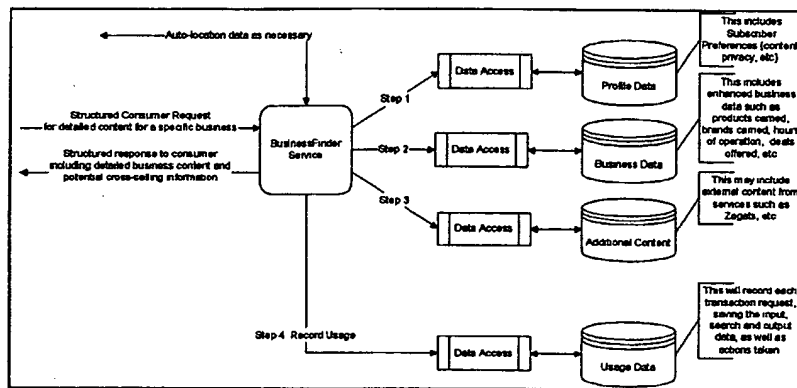 Auto-location data as necessary
Structured Consumer Request
for detailed content for a specific business
Structured response to consumer
including detailed business content and
potential cross-selling information
BusinessFinder
Service
Step 1
Step 2
Step 3
Step 4 Record Usage
Data Access
Profile Data
This includes
Subscriber
Preferences (content,
privacy, etc)
Data Access
Business Data
This includes
enhanced business
data such as
products carried,
brands carried, hours
of operation, deals
offered, etc
Data Access
Additional Content
This may include
external content from
services such as
Zagats, etc
Data Access
Usage Data
This will record each
transaction request,
saving the input,
search and output
data, as well as
actions taken